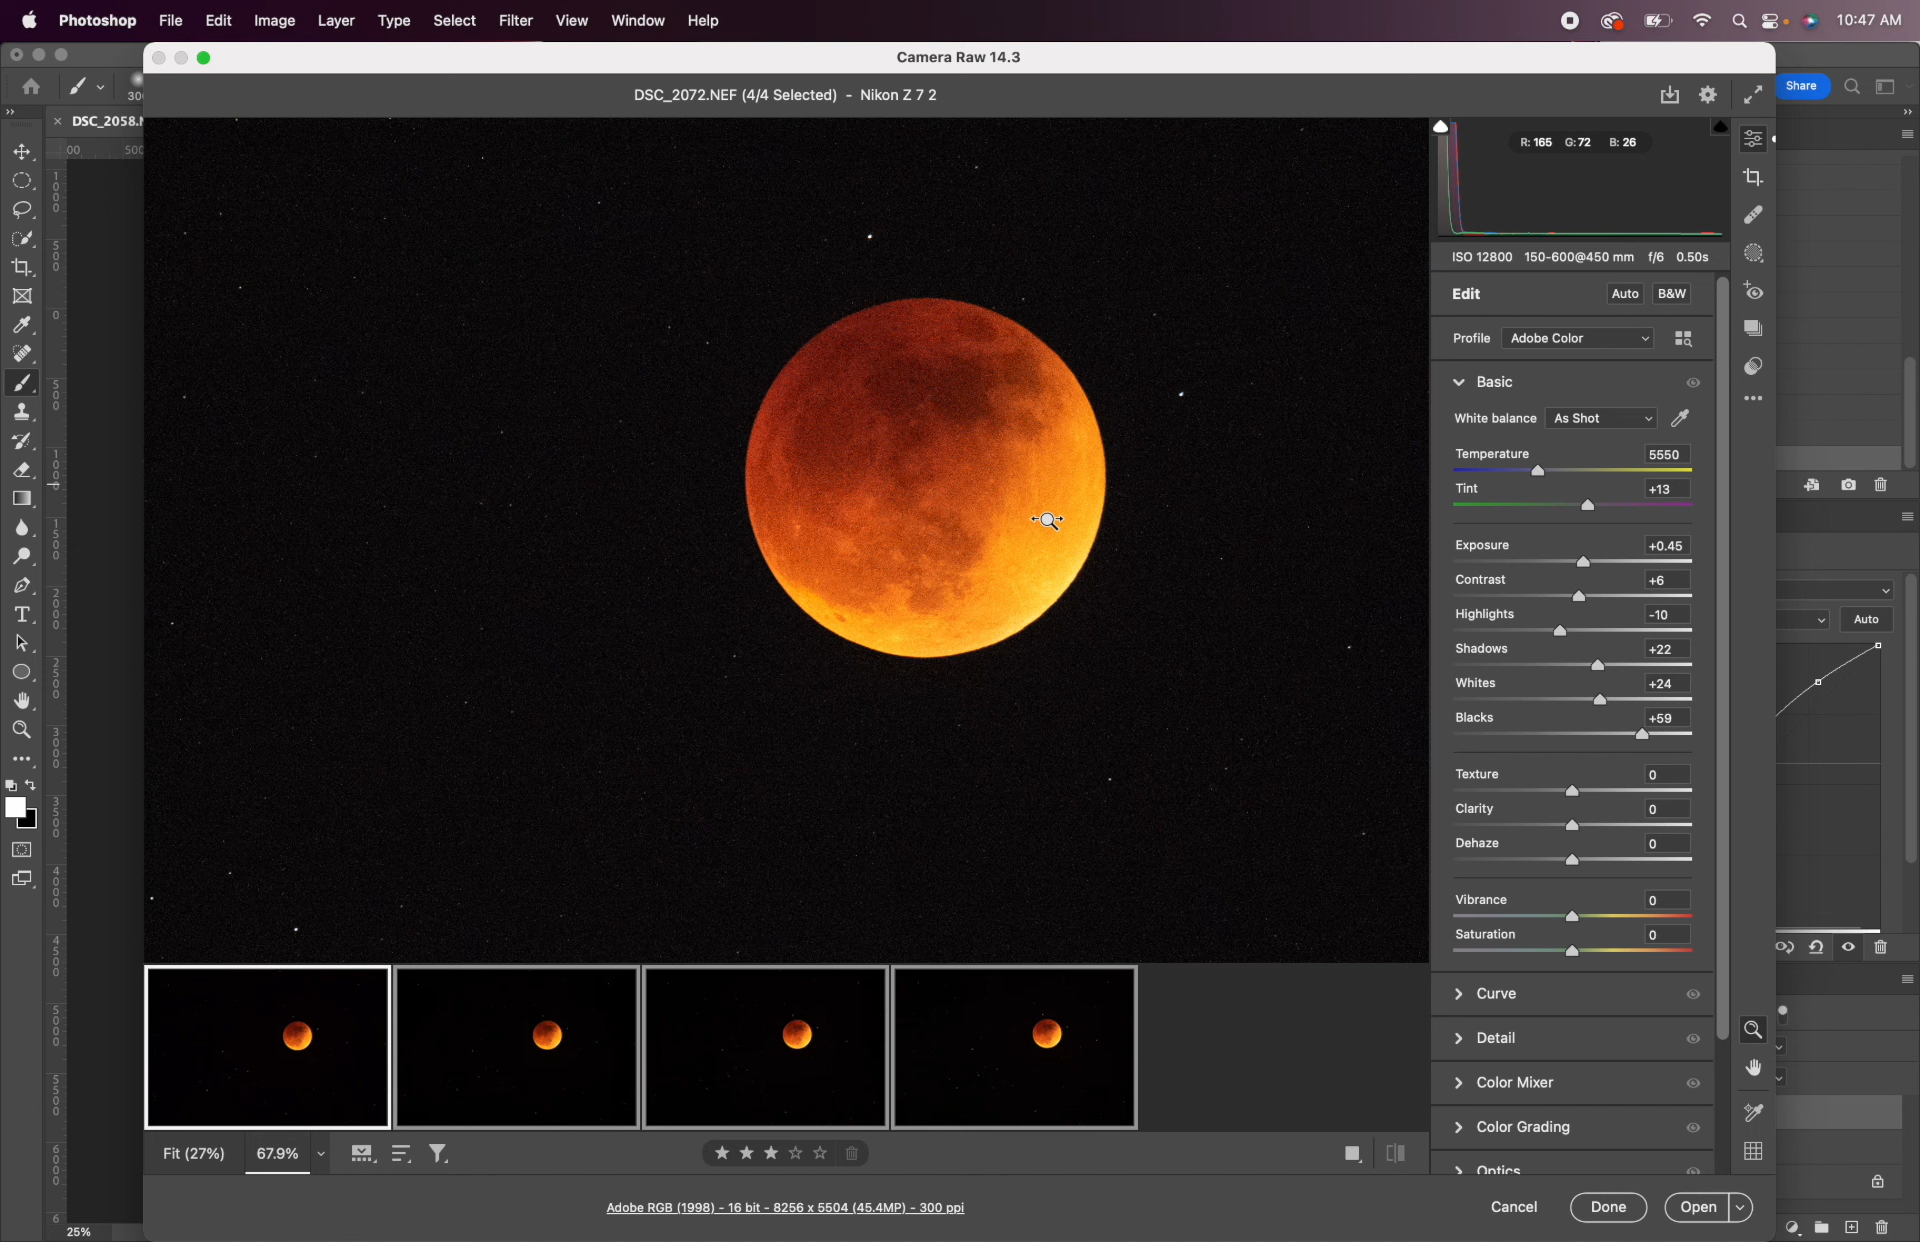 Photoshop File Edit Image Layer Type Select Filter View Window Help 10:47 AM
Camera Raw 14.3
DSC_2072.NEF (4/4 Selected) - Nikon Z 7 2
Share
DSC_2058.
R: 165 G: 72 B: 26
ISO 12800 150-600@450 mm f/6 0.50s
Edit Auto B&W
Profile Adobe Color
Basic
White balance As Shot
Temperature 5550
Tint +13
Exposure +0.45
Contrast +6
Highlights -10
Auto
Shadows +22
Whites +24
Blacks +59
Texture 0
Clarity 0
Dehaze 0
Vibrance 0
Saturation 0
Curve
Detail
Color Mixer
Color Grading
Optics
Fit (27%) 67.9%
Adobe RGB (1998) - 16 bit - 8256 x 5504 (45.4MP) - 300 ppi
Cancel Done Open
25%